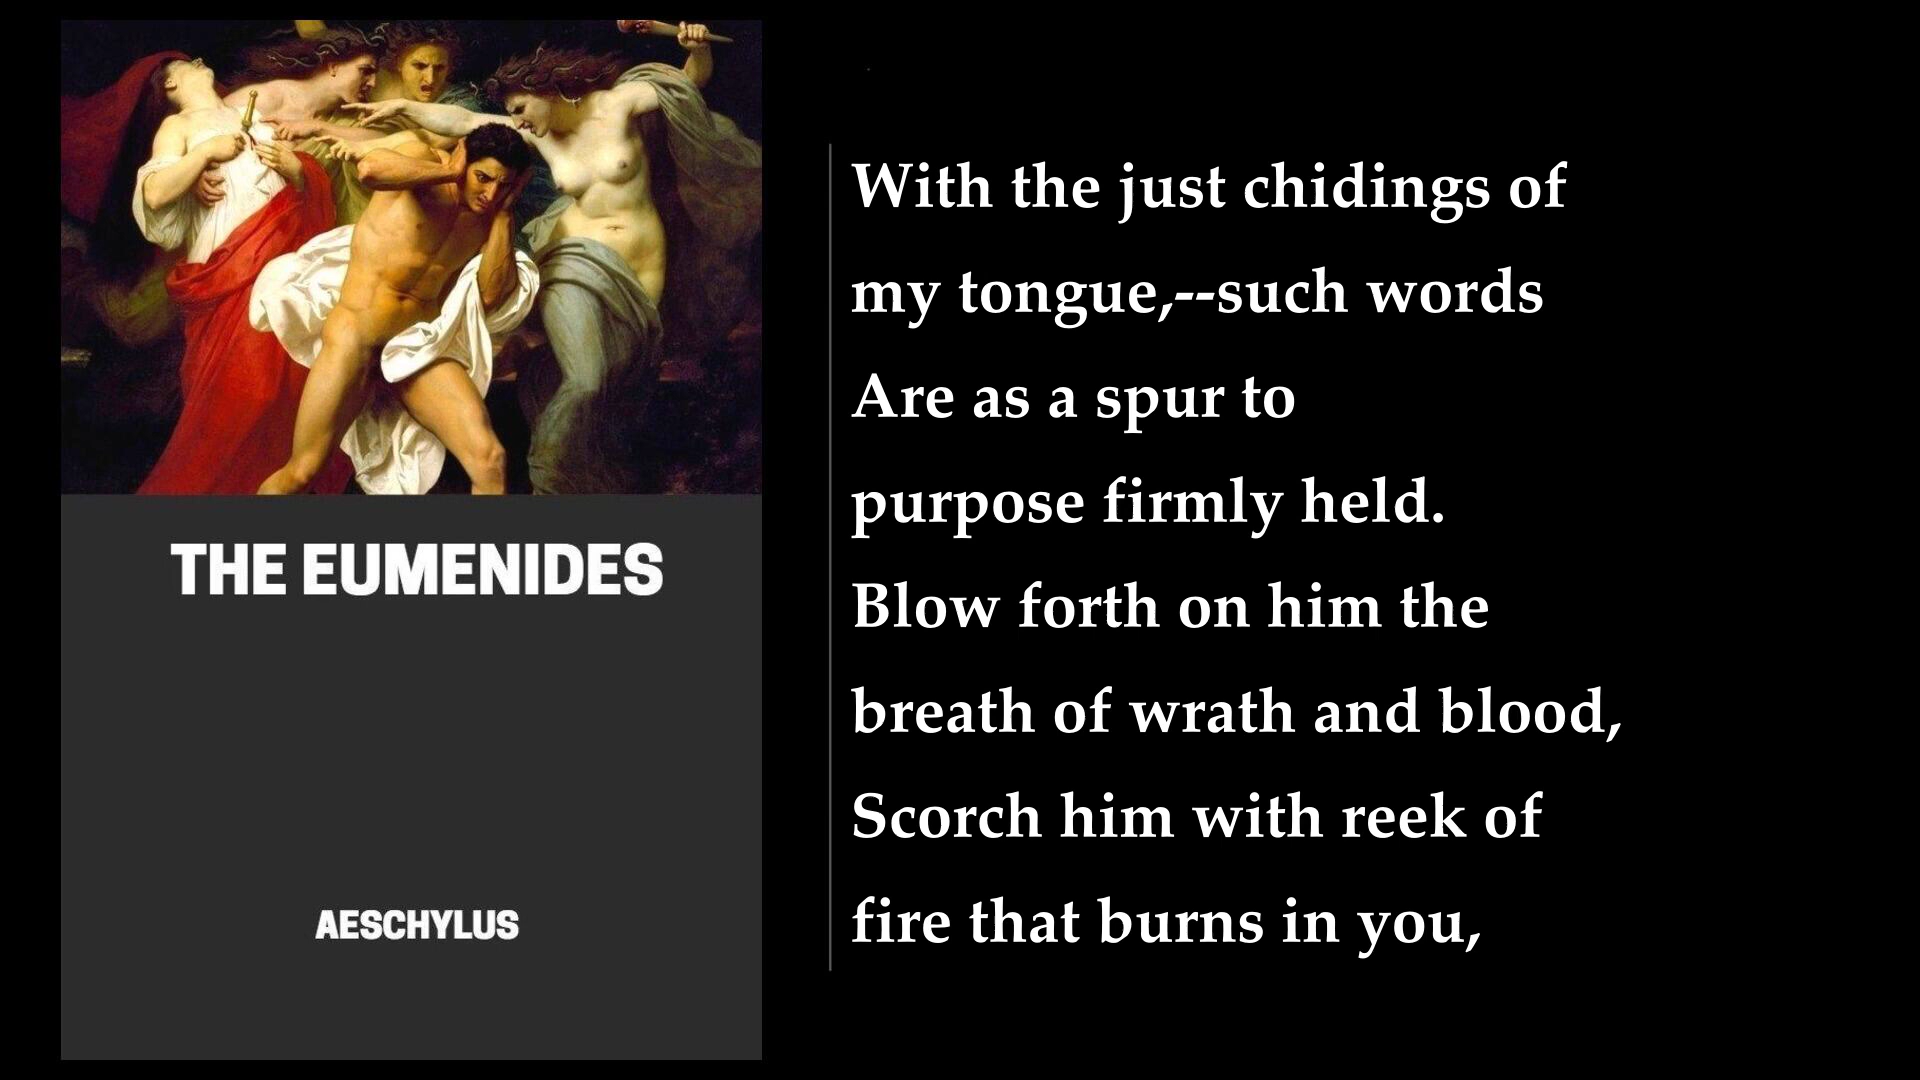 THE EUMENIDES
AESCHYLUS
With the just chidings of
my tongue,--such words
Are as a spur to
purpose firmly held.
Blow forth on him the
breath of wrath and blood,
Scorch him with reek of
fire that burns in you,